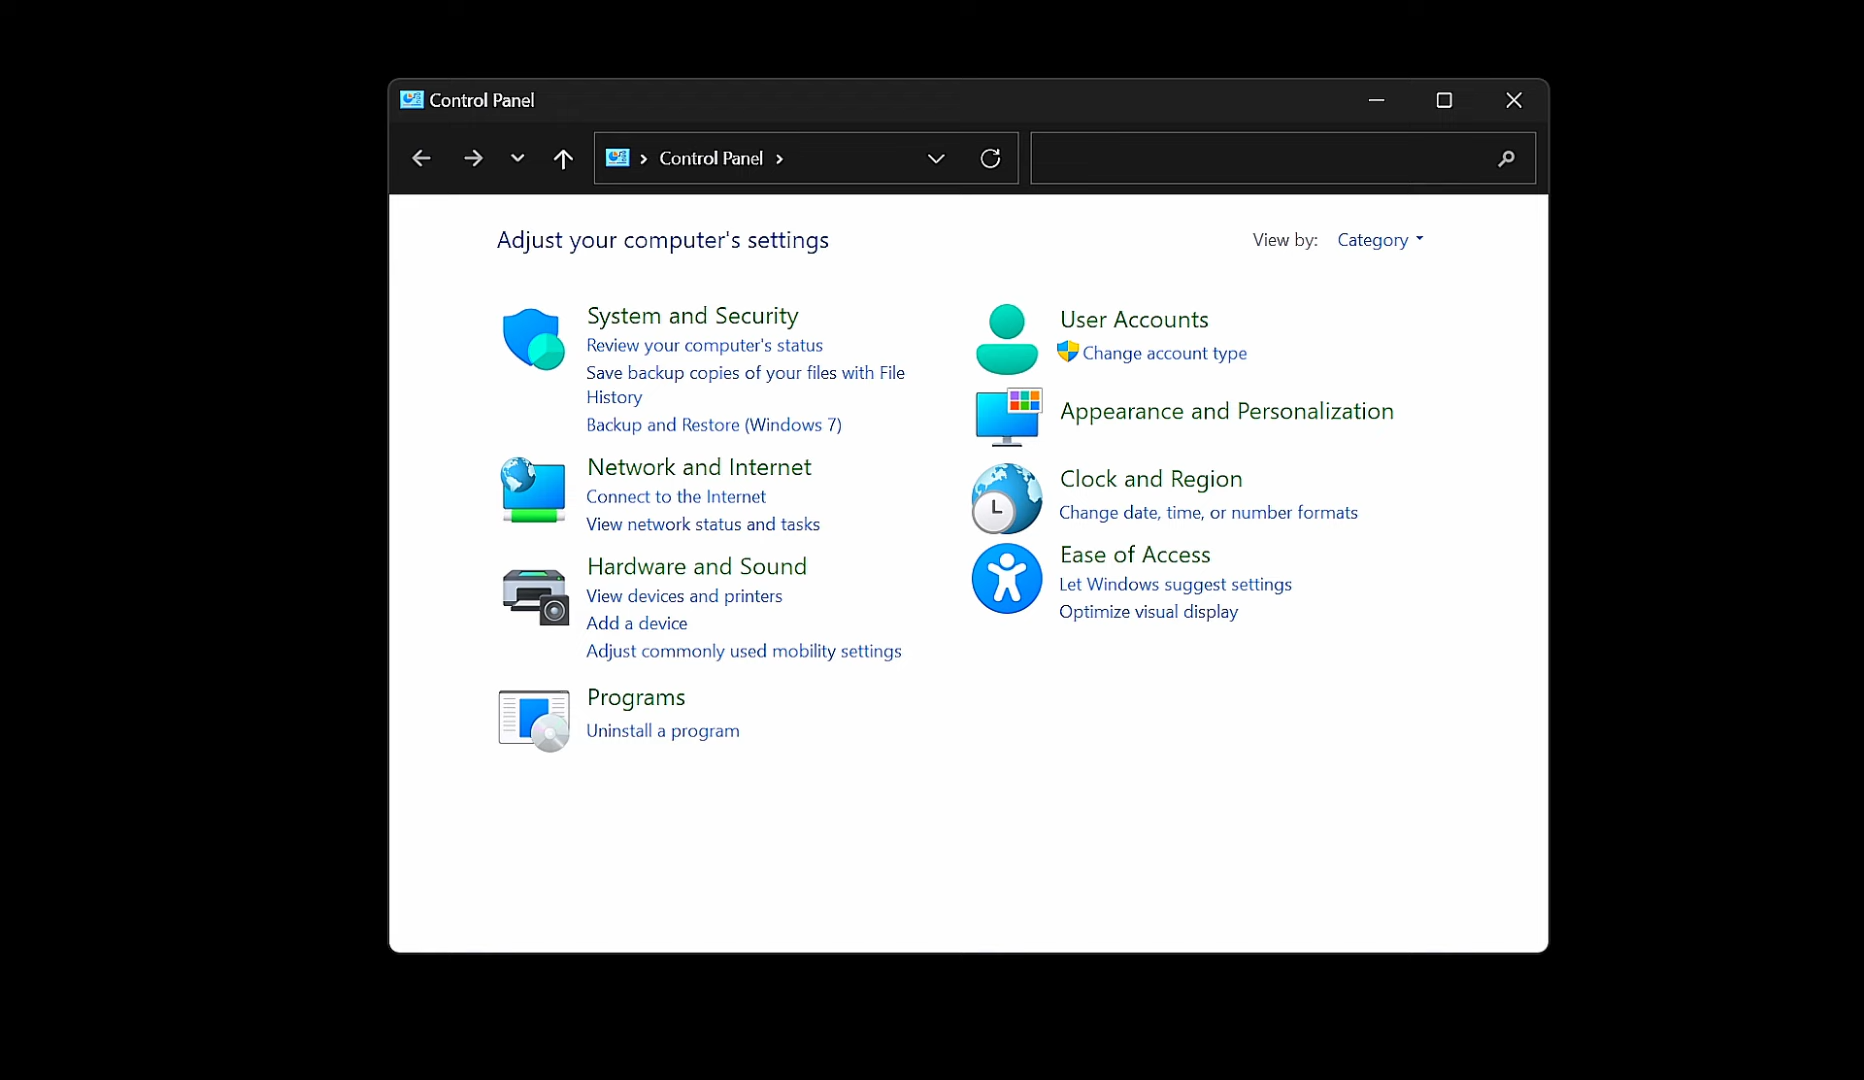 Control Panel
Control Panel
Adjust your computer's settings
View by: Category
System and Security
Review your computer's status
Save backup copies of your files with File
History
Backup and Restore (Windows 7)
Network and Internet
Connect to the Internet
View network status and tasks
Hardware and Sound
View devices and printers
Add a device
Adjust commonly used mobility settings
Programs
Uninstall a program
User Accounts
Change account type
Appearance and Personalization
Clock and Region
Change date, time, or number formats
Ease of Access
Let Windows suggest settings
Optimize visual display